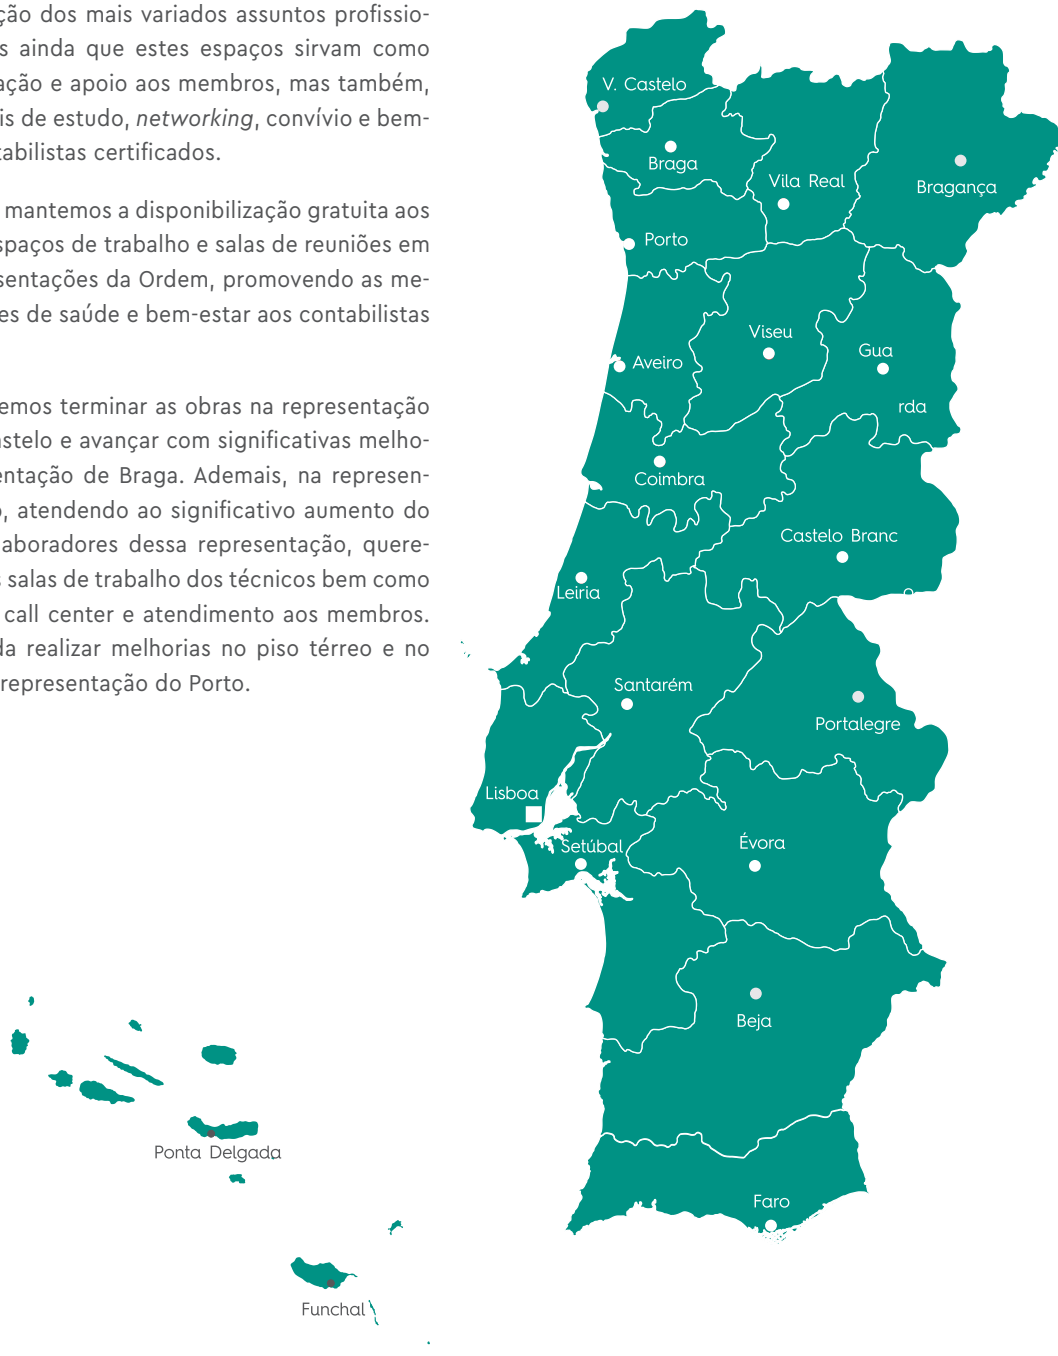 ção dos mais variados assuntos profissio-
s ainda que estes espaços sirvam como
ação e apoio aos membros, mas também,
is de estudo, networking, convívio e bem-
tabilistas certificados.
mantemos a disponibilização gratuita aos
spaços de trabalho e salas de reuniões em
sentações da Ordem, promovendo as me-
es de saúde e bem-estar aos contabilistas
emos terminar as obras na representação
astelo e avançar com significativas melho-
entação de Braga. Ademais, na represen-
o, atendendo ao significativo aumento do
laboradores dessa representação, quere-
s salas de trabalho dos técnicos bem como
call center e atendimento aos membros.
da realizar melhorias no piso térreo e no
representação do Porto.
V. Castelo
Braga
Vila Real
Bragança
Porto
Viseu
Aveiro
Gua
rda
Coimbra
Castelo Branc
o
Leiria
Santarém
Portalegre
Lisboa
Setúbal
Évora
Beja
Faro
Ponta Delgada
Funchal